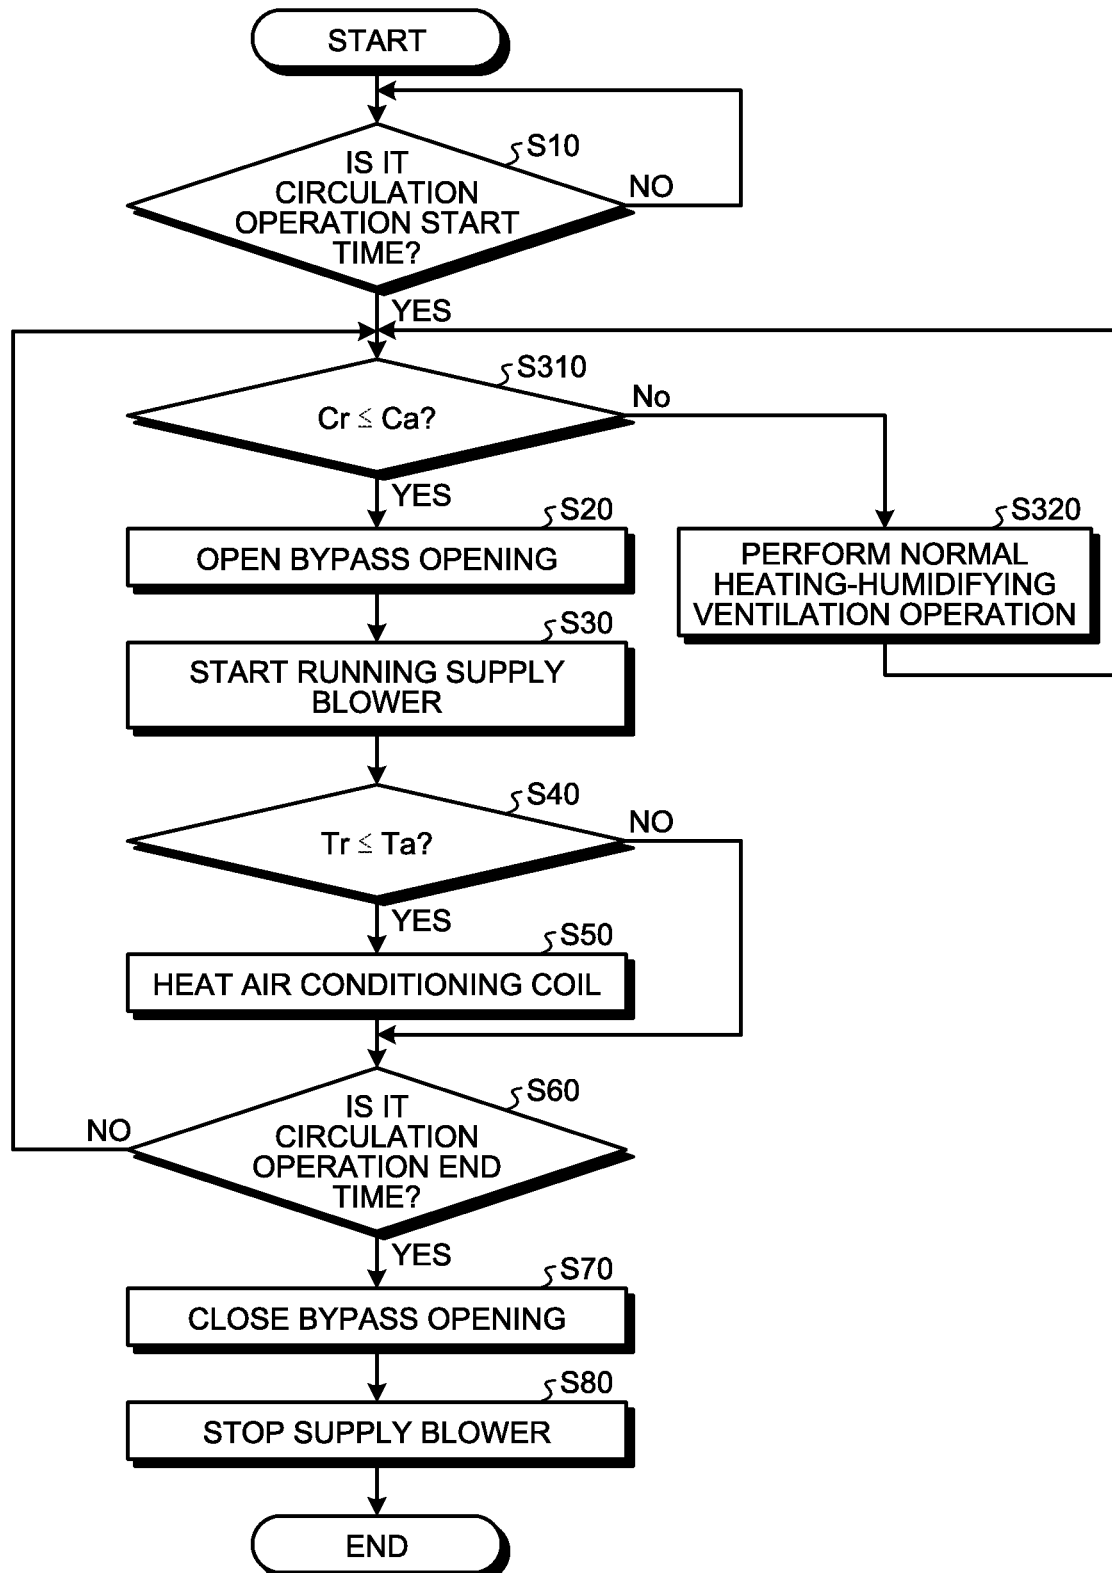 START
S10
IS IT
CIRCULATION
OPERATION START
TIME?
NO
YES
S310
Cr ≤ Ca?
No
YES
S20
OPEN BYPASS OPENING
S320
PERFORM NORMAL
HEATING-HUMIDIFYING
VENTILATION OPERATION
S30
START RUNNING SUPPLY
BLOWER
S40
Tr ≤ Ta?
NO
YES
S50
HEAT AIR CONDITIONING COIL
S60
IS IT
CIRCULATION
OPERATION END
TIME?
NO
YES
S70
CLOSE BYPASS OPENING
S80
STOP SUPPLY BLOWER
END